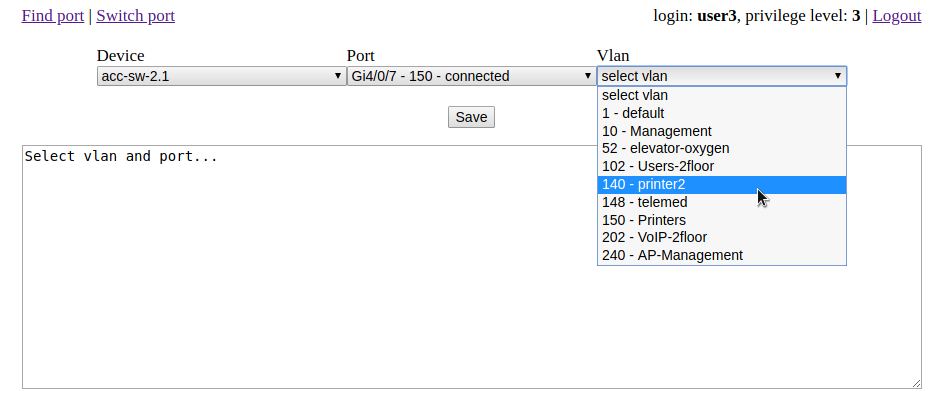 Find port | Switch port login: user3, privilege level: 3 | Logout
Device Port Vlan
acc-sw-2.1 Gi4/0/7 - 150 - connected select vlan
select vlan
1 - default
10 - Management
52 - elevator-oxygen
102 - Users-2floor
140 - printer2
148 - telemed
150 - Printers
202 - VoIP-2floor
240 - AP-Management
Save
Select vlan and port...